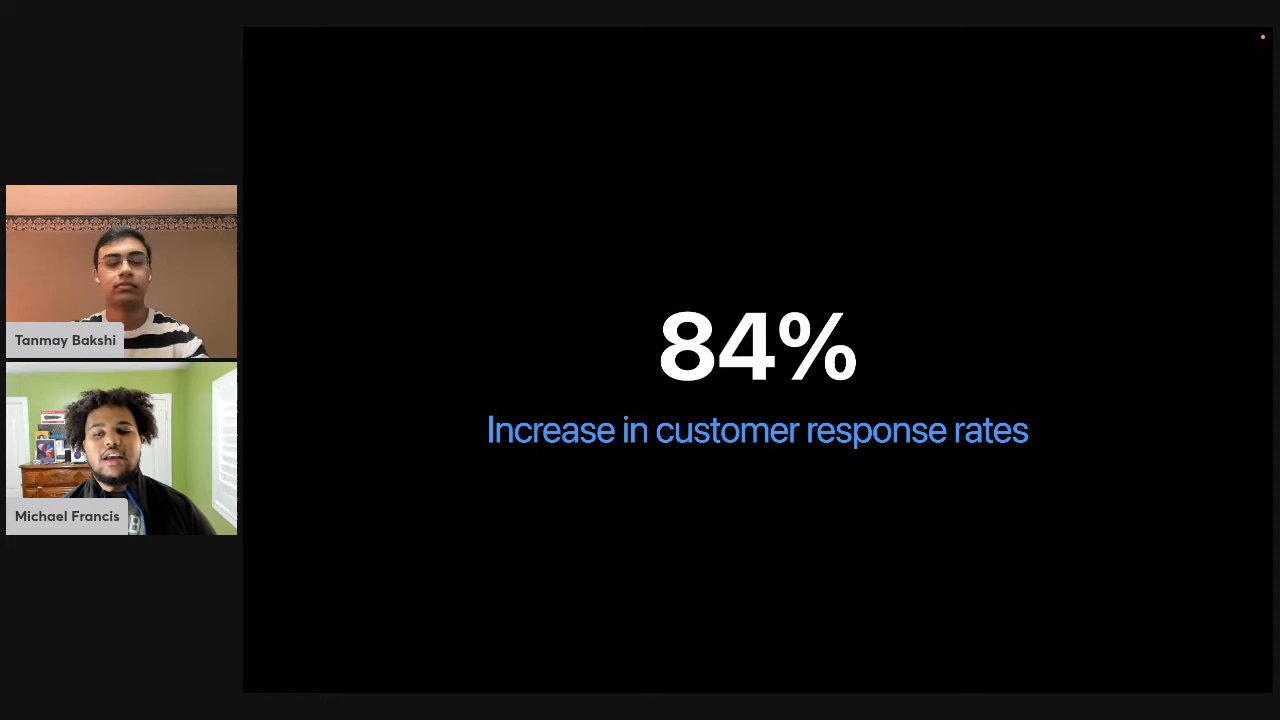 Tanmay Bakshi
Michael Francis
84%
Increase in customer response rates